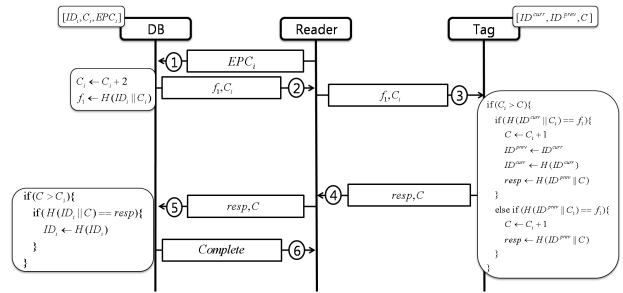 [ID_i, C_i, EPC_i]
[ID^curr, ID^prev, C]
DB
Reader
Tag
① EPC_i
C_i ← C_i + 2
f_i ← H(ID_i || C_i)
f_1, C_i ②
f_1, C_i ③
if(C_i > C){
if(H(ID^curr || C_i) == f_i){
C ← C_i + 1
ID^prev ← ID^curr
ID^curr ← H(ID^curr)
resp ← H(ID^prev || C)
}
else if(H(ID^prev || C_i) == f_i){
C ← C_i + 1
resp ← H(ID^prev || C)
}
}
④ resp, C
⑤ resp, C
if(C > C_i){
if(H(ID_i || C) == resp){
ID_i ← H(ID_i)
}
}
Complete ⑥